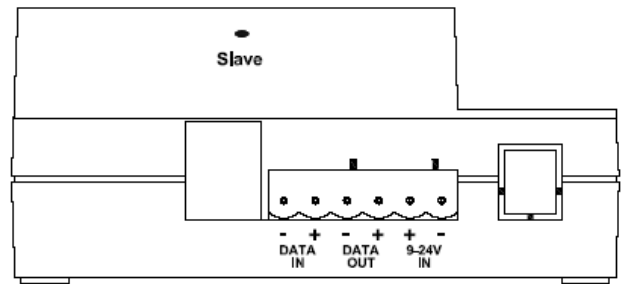 Slave
- + - + + -
DATA DATA 9-24V
IN OUT IN